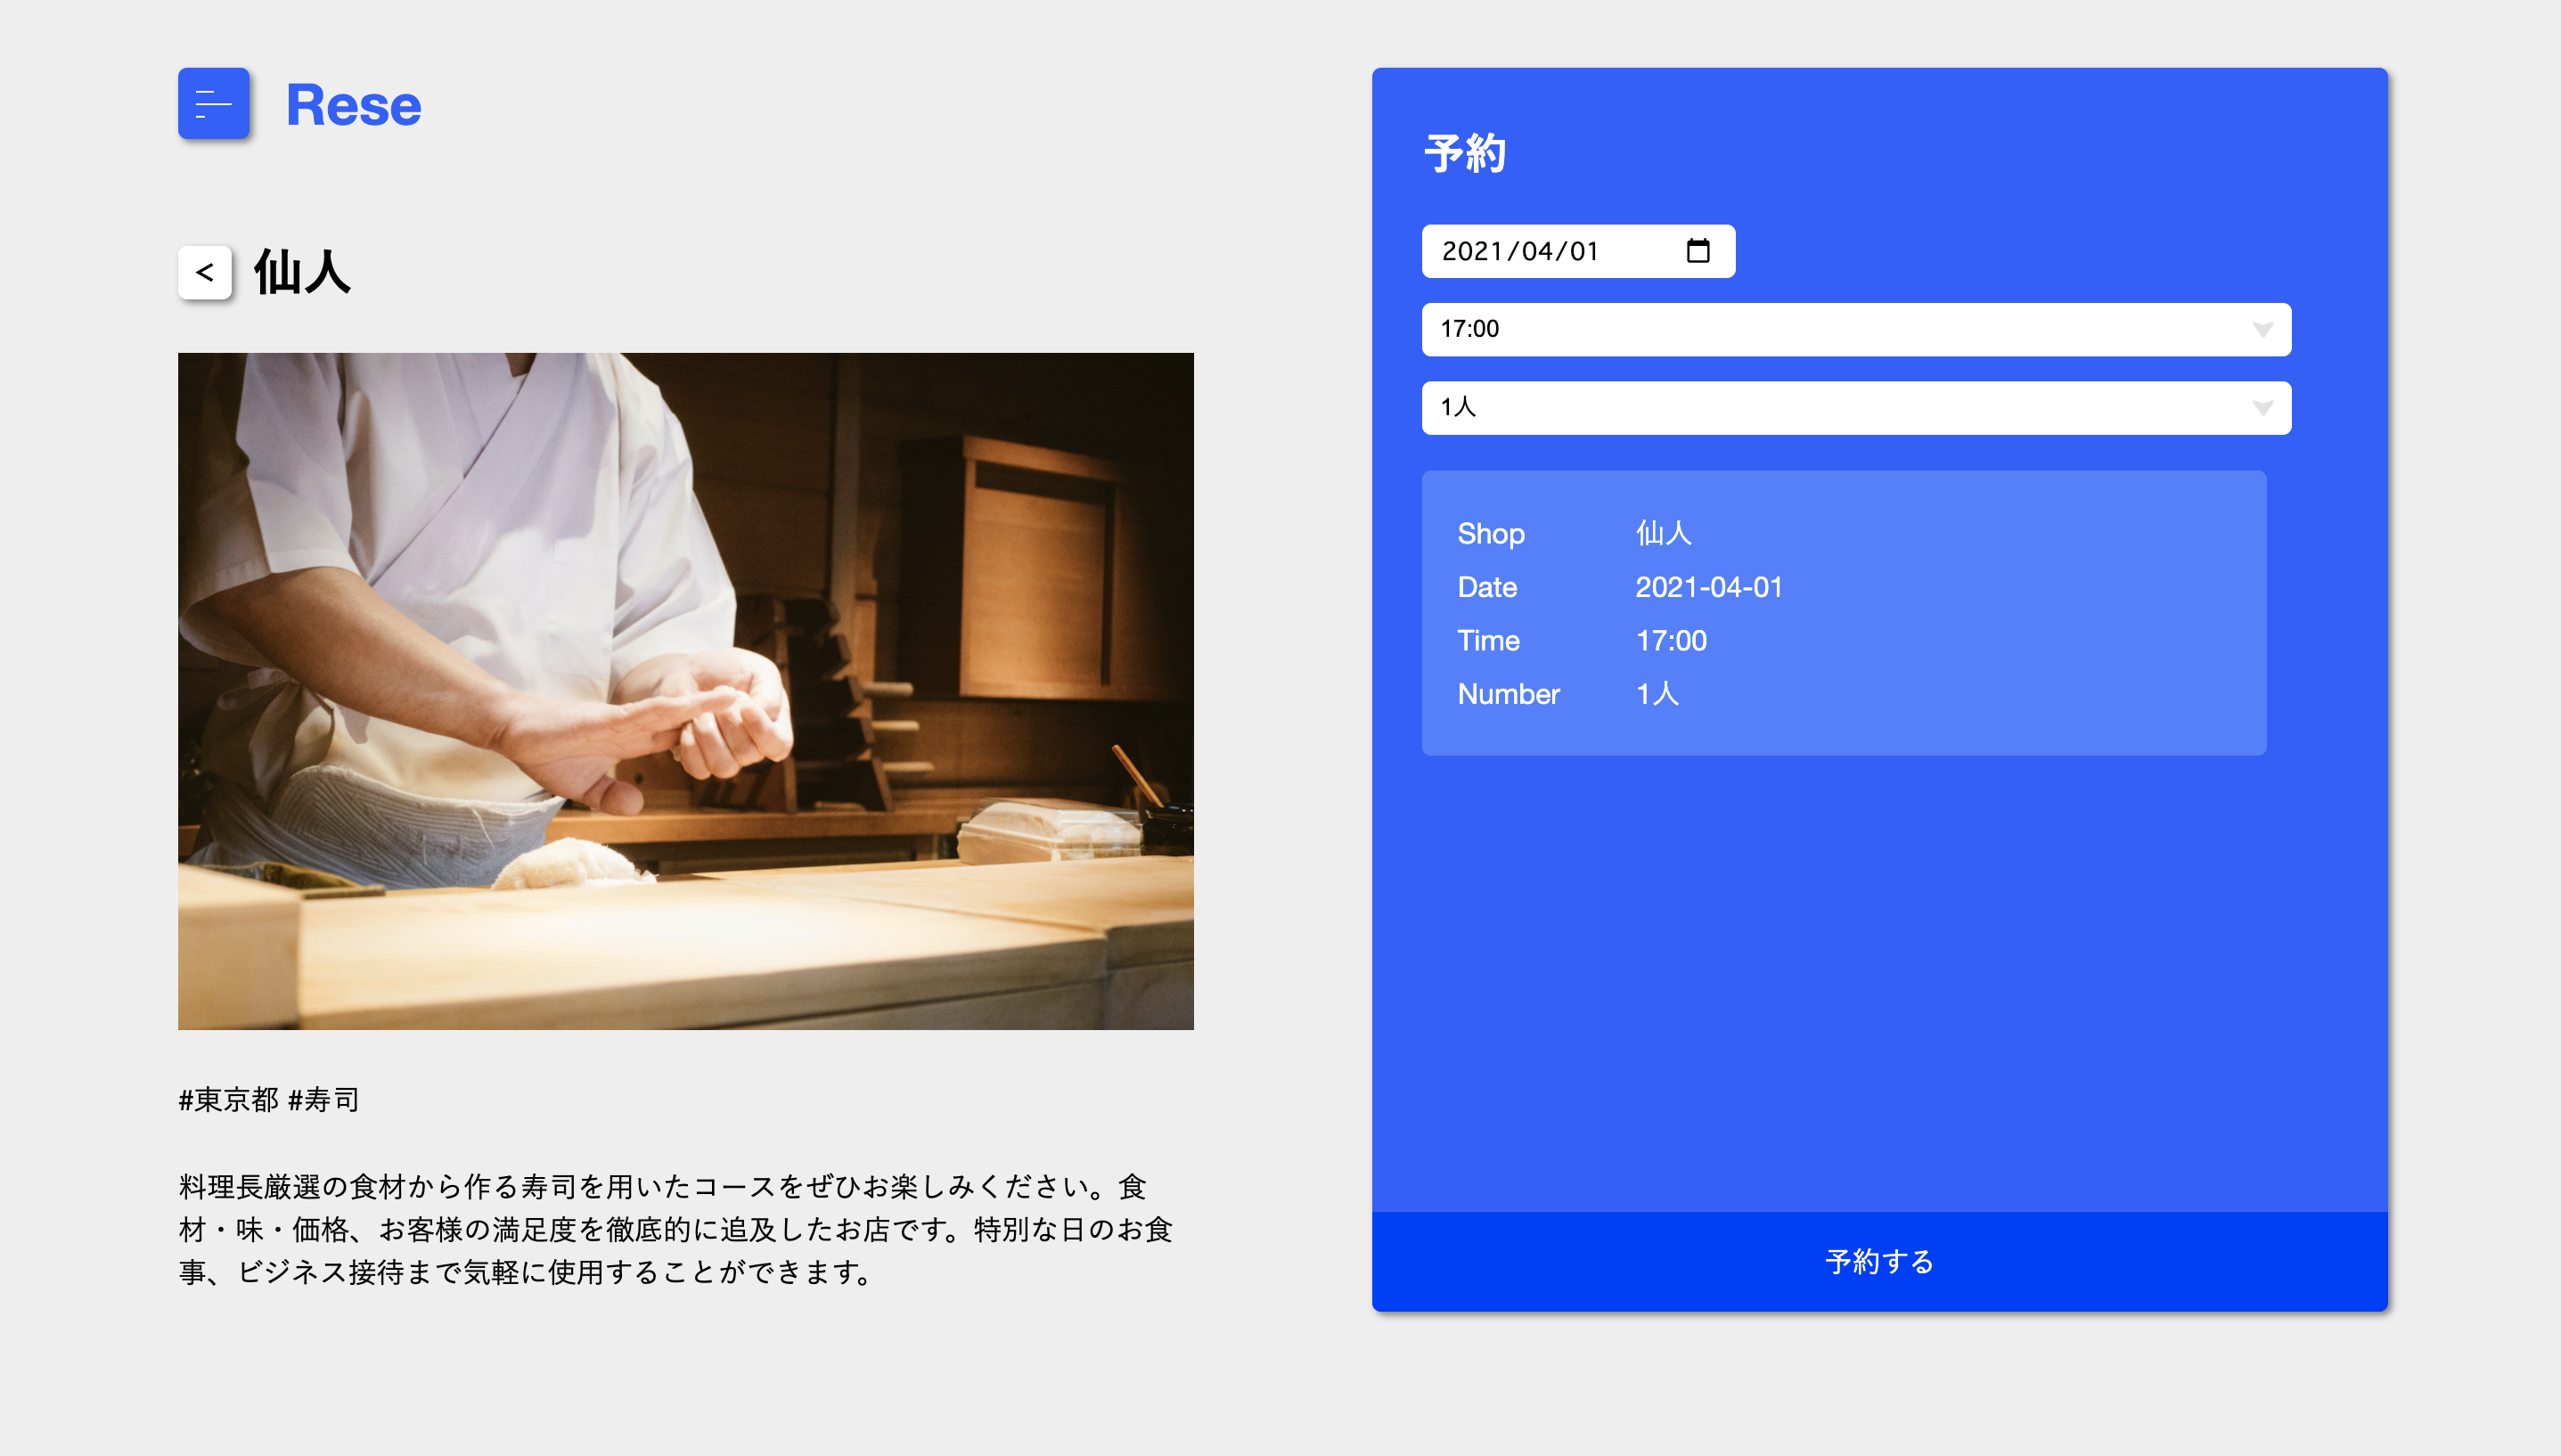 Rese
< 仙人
#東京都 #寿司
料理長厳選の食材から作る寿司を用いたコースをぜひお楽しみください。食
材・味・価格、お客様の満足度を徹底的に追及したお店です。特別な日のお食
事、ビジネス接待まで気軽に使用することができます。
予約
2021/04/01
17:00
1人
Shop 仙人
Date 2021-04-01
Time 17:00
Number 1人
予約する